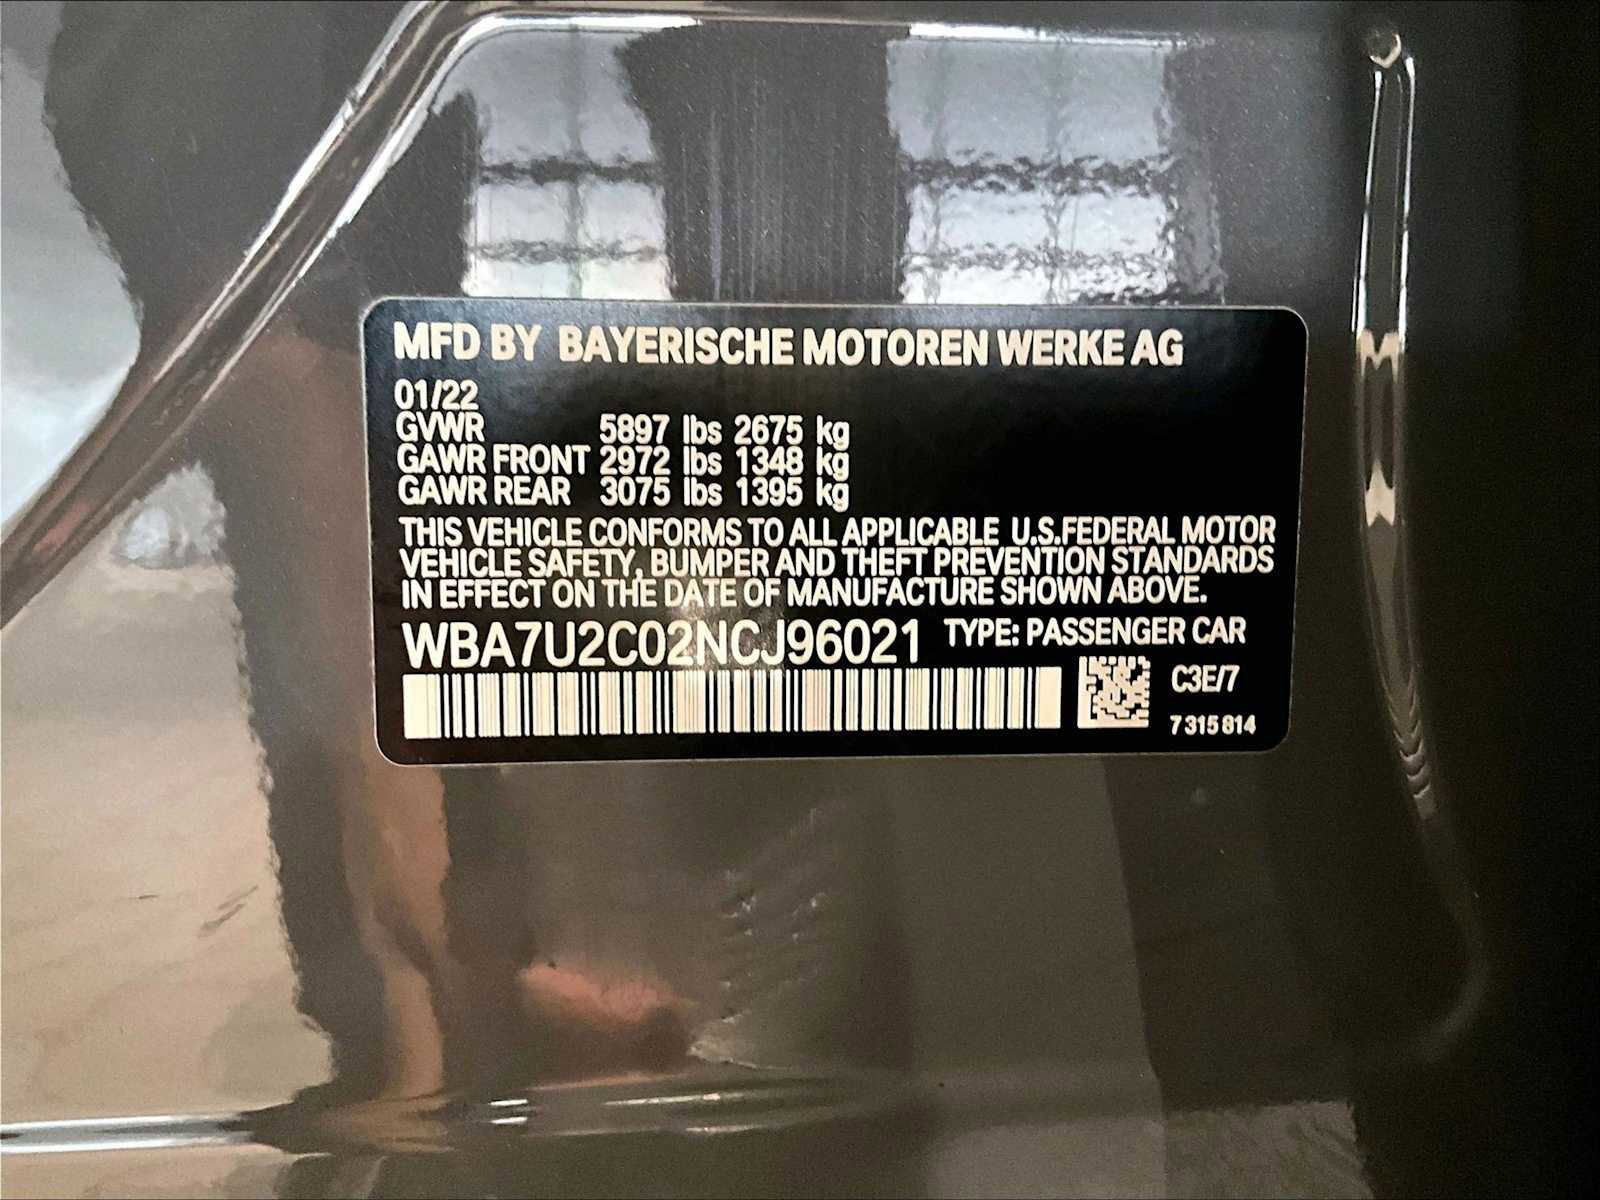 MFD BY BAYERISCHE MOTOREN WERKE AG
01/22
GVWR 5897 lbs 2675 kg
GAWR FRONT 2972 lbs 1348 kg
GAWR REAR 3075 lbs 1395 kg
THIS VEHICLE CONFORMS TO ALL APPLICABLE U.S.FEDERAL MOTOR
VEHICLE SAFETY, BUMPER AND THEFT PREVENTION STANDARDS
IN EFFECT ON THE DATE OF MANUFACTURE SHOWN ABOVE.
WBA7U2C02NCJ96021 TYPE: PASSENGER CAR
C3E/7
7 315 814